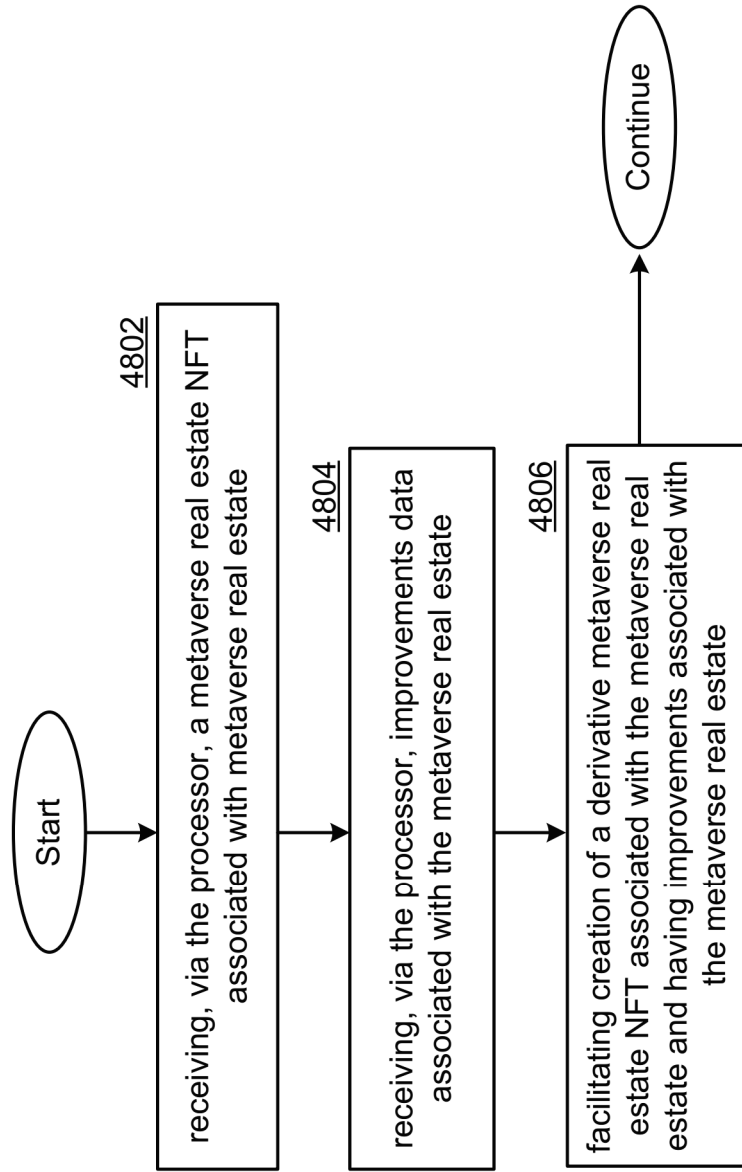 Start
4802
receiving, via the processor, a metaverse real estate NFT
associated with metaverse real estate
4804
receiving, via the processor, improvements data
associated with the metaverse real estate
4806
facilitating creation of a derivative metaverse real
estate NFT associated with the metaverse real
estate and having improvements associated with
the metaverse real estate
Continue